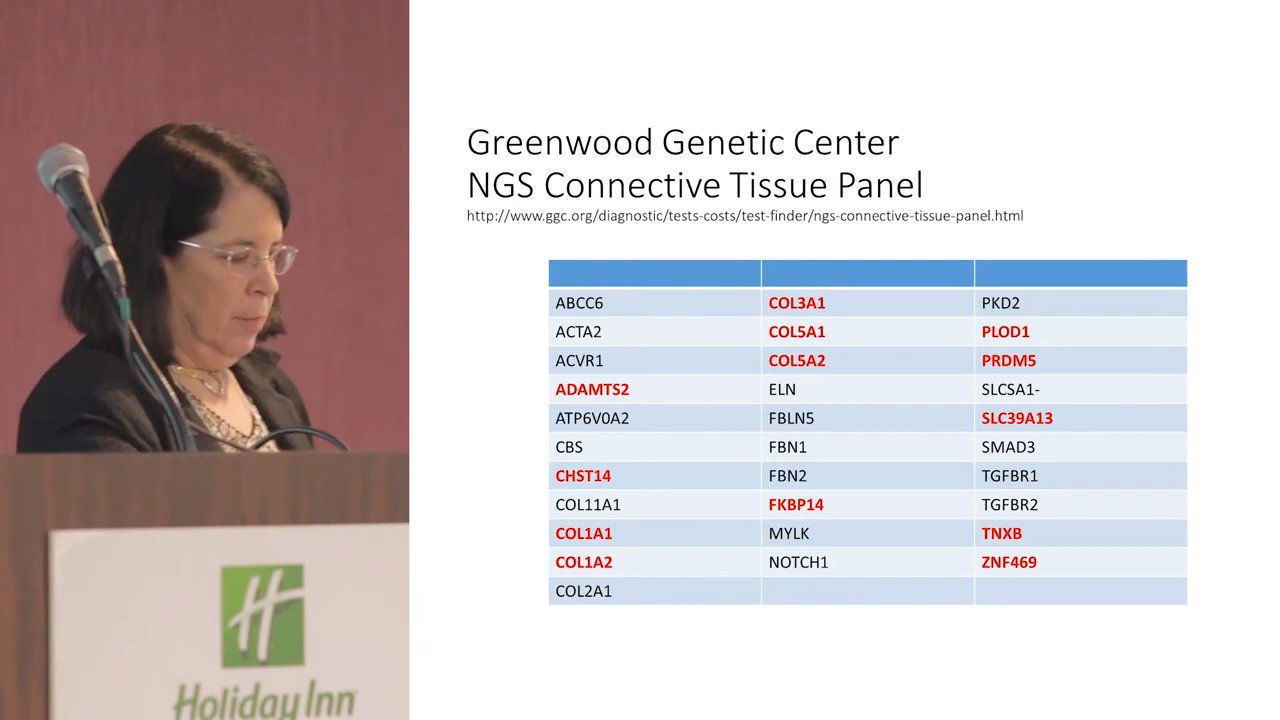 Greenwood Genetic Center
NGS Connective Tissue Panel
http://www.ggc.org/diagnostic/tests-costs/test-finder/ngs-connective-tissue-panel.html
ABCC6 COL3A1 PKD2
ACTA2 COL5A1 PLOD1
ACVR1 COL5A2 PRDM5
ADAMTS2 ELN SLCSA1-
ATP6V0A2 FBLN5 SLC39A13
CBS FBN1 SMAD3
CHST14 FBN2 TGFBR1
COL11A1 FKBP14 TGFBR2
COL1A1 MYLK TNXB
COL1A2 NOTCH1 ZNF469
COL2A1
H
Holiday Inn